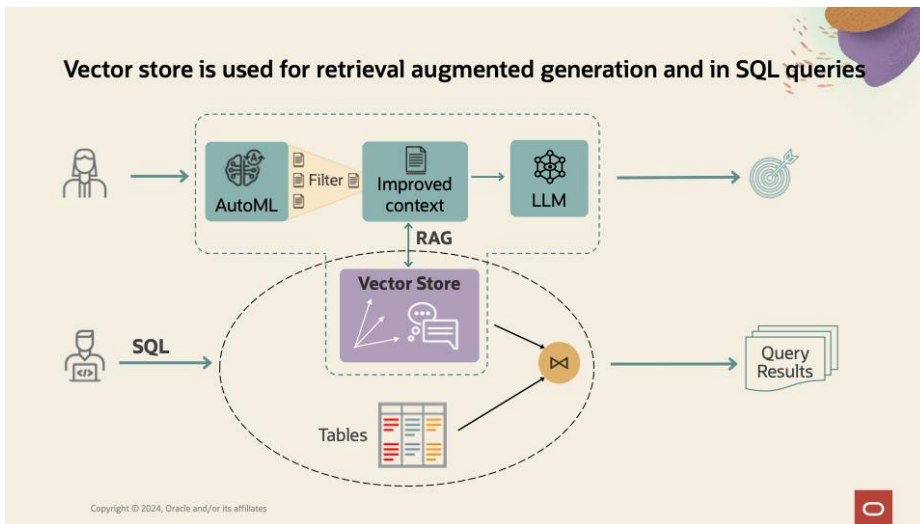 Vector store is used for retrieval augmented generation and in SQL queries
AutoML
Filter
Improved
context
LLM
RAG
Vector Store
SQL
</>
Query
Results
Tables
Copyright © 2024, Oracle and/or its affiliates